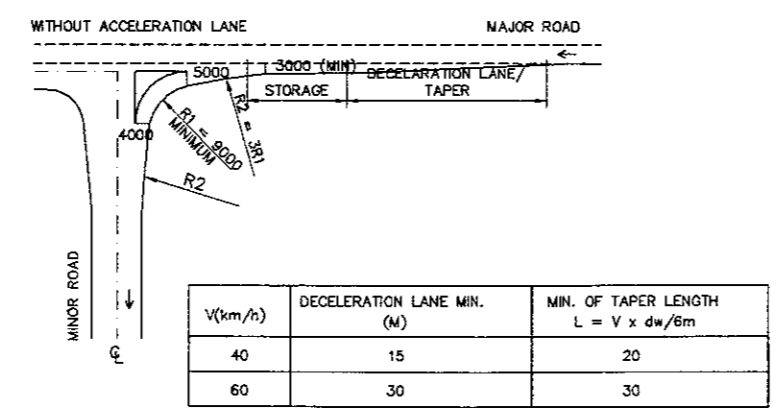 WITHOUT ACCELERATION LANE
MAJOR ROAD
5000
3000 (MIN)
DECELARATION LANE/
TAPER
STORAGE
4000
R1 = 9000
MINIMUM
R2 = 3R1
R2
MINOR ROAD
℄
V(km/h)
DECELERATION LANE MIN.
(M)
MIN. OF TAPER LENGTH
L = V x dw/6m
40
15
20
60
30
30